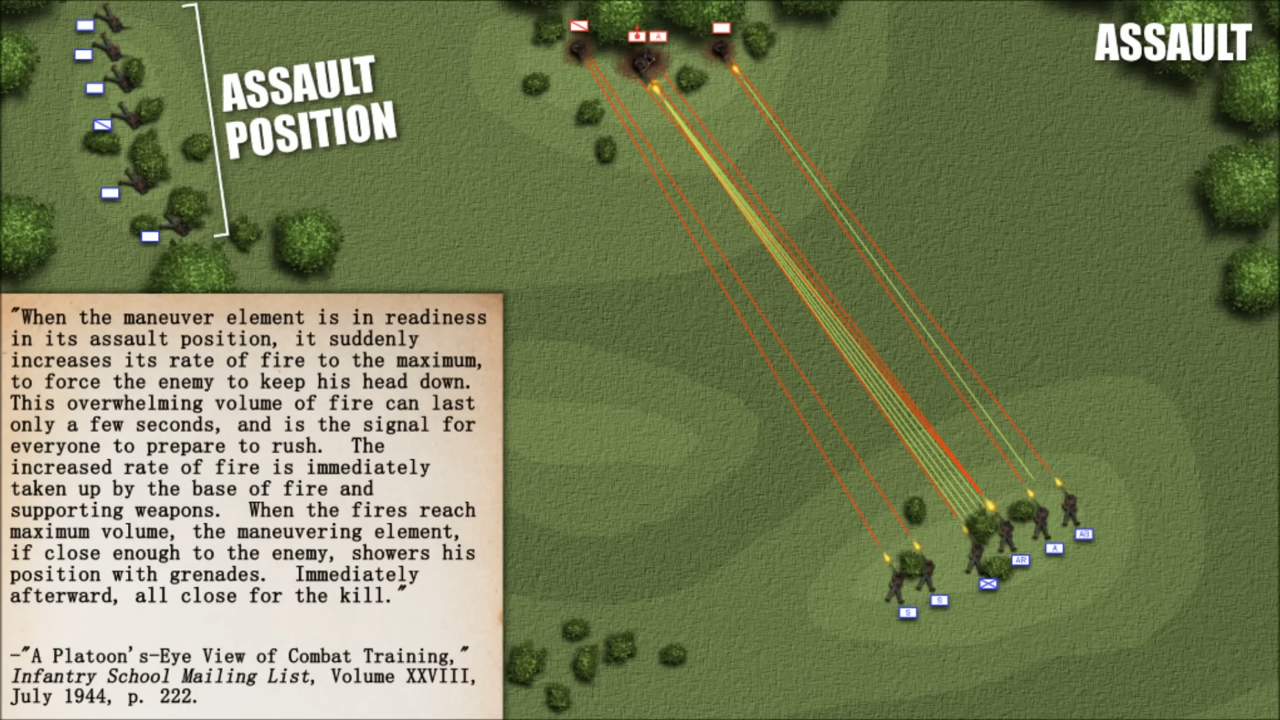 ASSAULT
ASSAULT
POSITION
A
"When the maneuver element is in readiness
in its assault position, it suddenly
increases its rate of fire to the maximum,
to force the enemy to keep his head down.
This overwhelming volume of fire can last
only a few seconds, and is the signal for
everyone to prepare to rush.  The
increased rate of fire is immediately
taken up by the base of fire and
supporting weapons.  When the fires reach
maximum volume, the maneuvering element,
if close enough to the enemy, showers his
position with grenades.  Immediately
afterward, all close for the kill."
-"A Platoon's-Eye View of Combat Training,"
Infantry School Mailing List, Volume XXVIII,
July 1944, p. 222.
AB
A
AR
S
S